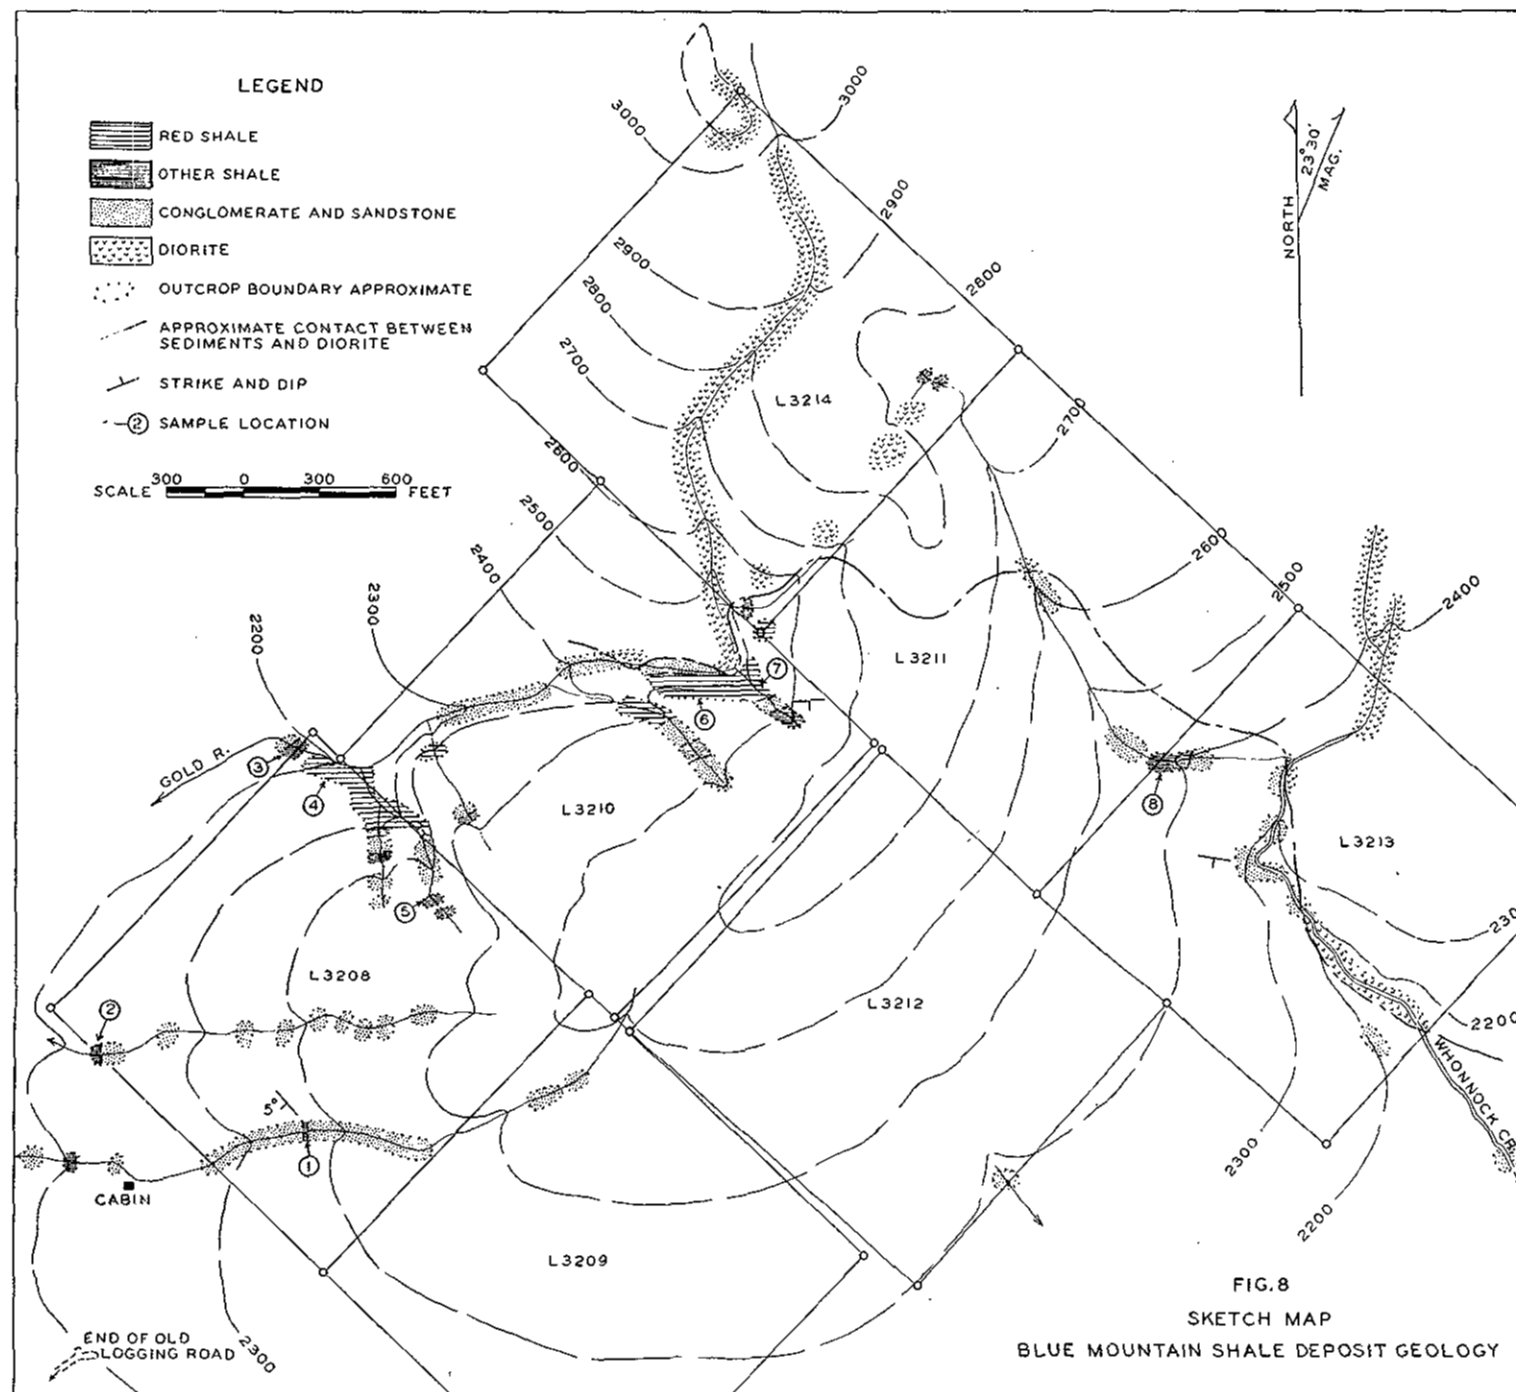 LEGEND
RED SHALE
OTHER SHALE
CONGLOMERATE AND SANDSTONE
DIORITE
OUTCROP BOUNDARY APPROXIMATE
APPROXIMATE CONTACT BETWEEN
SEDIMENTS AND DIORITE
STRIKE AND DIP
② SAMPLE LOCATION
SCALE 300 0 300 600 FEET
3000
3000
2900
2800
2700
2600
2500
2400
2900
2800
2700
2600
2500
2400
2300
2200
NORTH
23°30'
MAG.
L3214
L3211
L3210
L3213
L3208
L3212
L3209
GOLD R.
③
④
⑤
⑥
⑦
⑧
②
①
5°
CABIN
END OF OLD
LOGGING ROAD
2300
230
2200
WHONNOCK CR.
2300
2200
FIG. 8
SKETCH MAP
BLUE MOUNTAIN SHALE DEPOSIT GEOLOGY